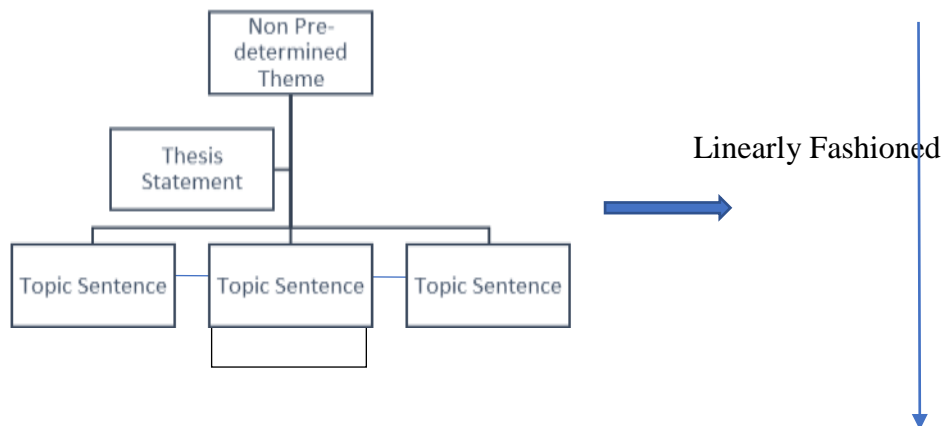 Non Pre-
determined
Theme
Thesis
Statement
Linearly Fashioned
Topic Sentence
Topic Sentence
Topic Sentence